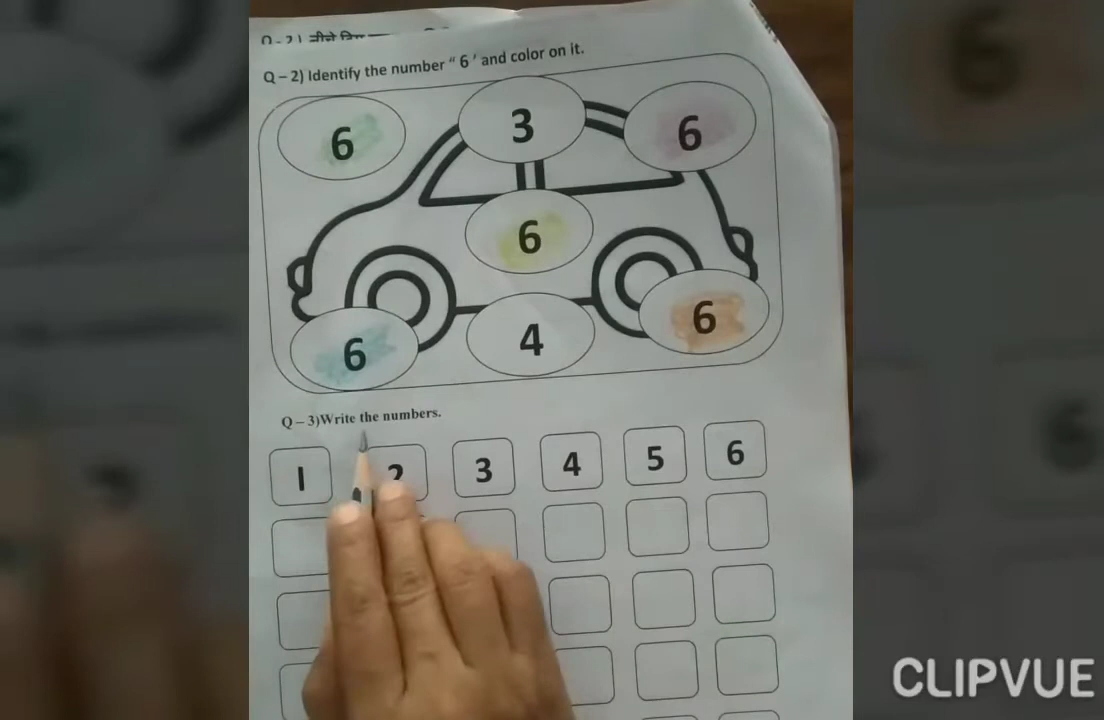 Q-2) नीचे
Q – 2) Identify the number “ 6 ’ and color on it.
6 3 6
6
6 4 6
Q – 3)Write the numbers.
1 2 3 4 5 6
CLIPVUE